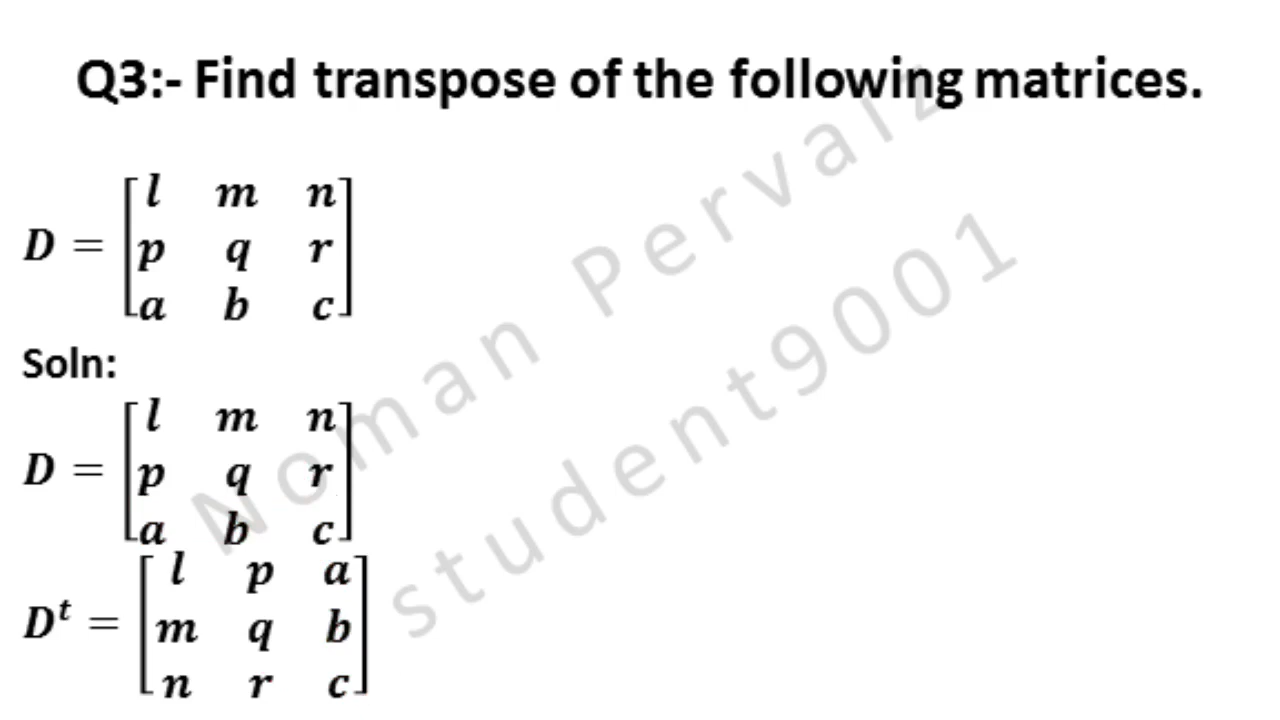 Q3:- Find transpose of the following matrices.
D = [l m n
p q r
a b c]
Soln:
D = [l m n
p q r
a b c]
Dᵗ = [l p a
m q b
n r c]
Noman Pervaiz
student9001